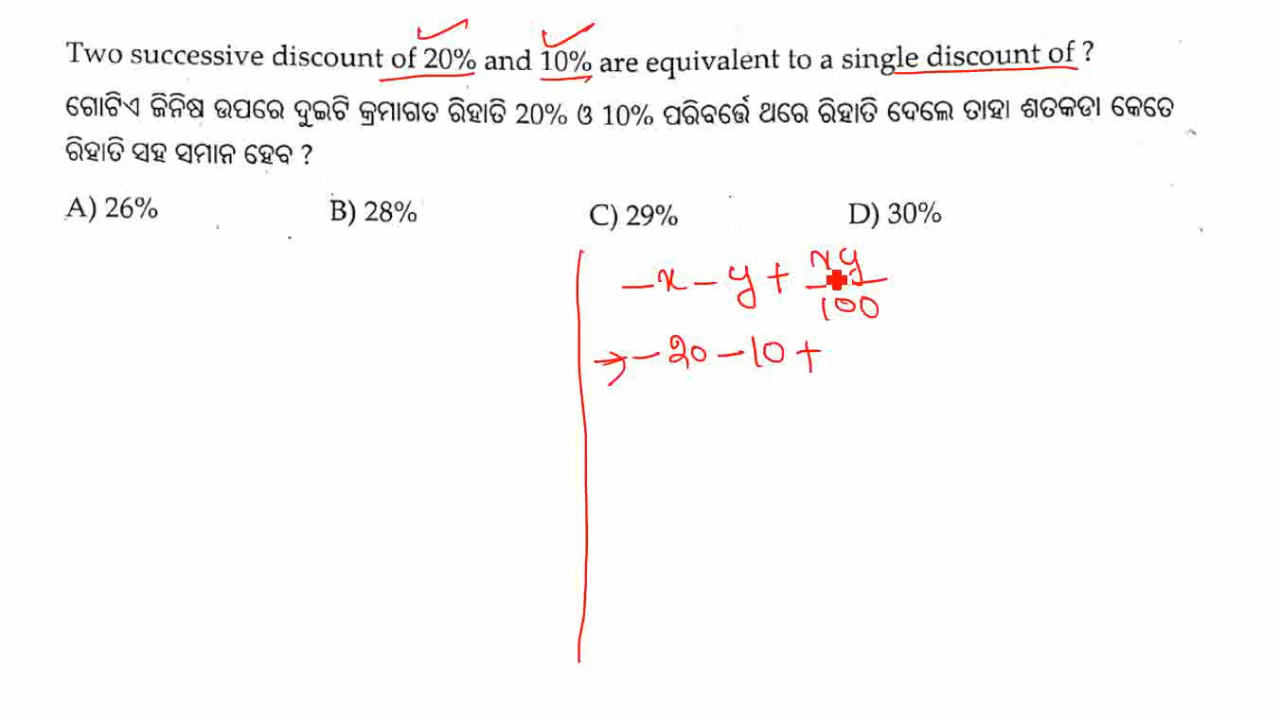 Two successive discount of 20% and 10% are equivalent to a single discount of ?
ଗୋଟିଏ ଜିନିଷ ଉପରେ ଦୁଇଟି କ୍ରମାଗତ ରିହାତି 20% ଓ 10% ପରିବର୍ତ୍ତେ ଥରେ ରିହାତି ଦେଲେ ତାହା ଶତକଡା କେତେ
ରିହାତି ସହ ସମାନ ହେବ ?
A) 26% B) 28% C) 29% D) 30%
-x - y + xy/100
→ -20 -10 +